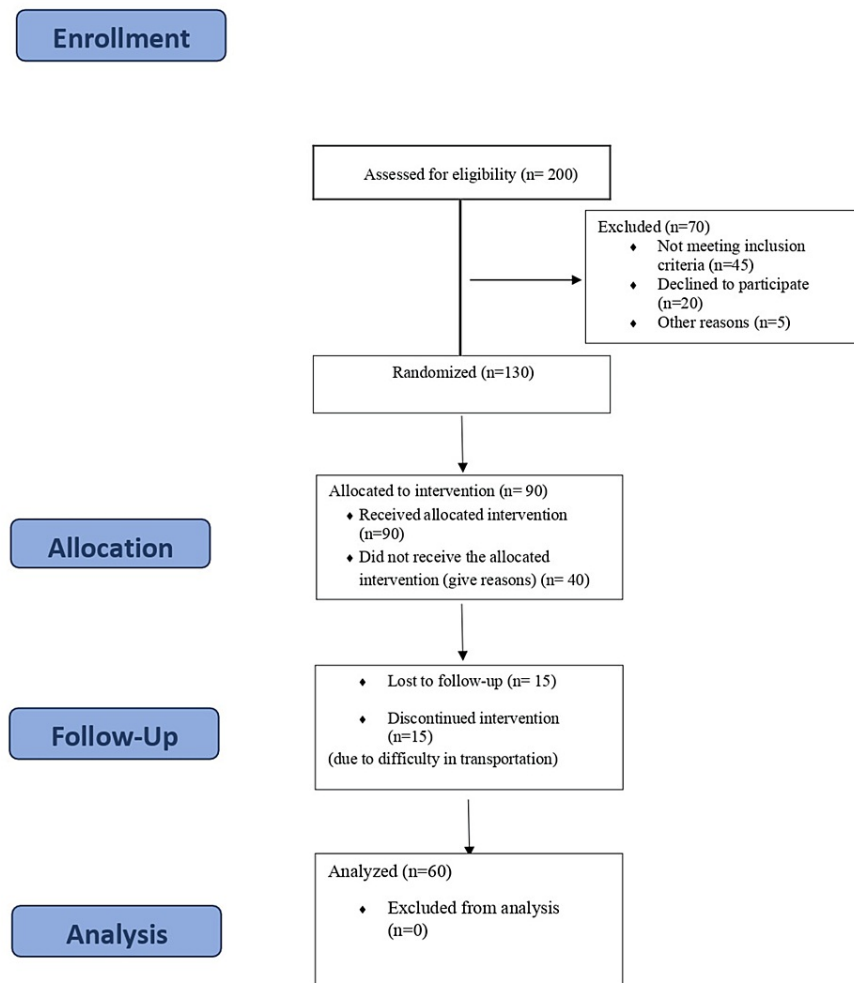 Enrollment
Assessed for eligibility (n= 200)
Excluded (n=70)
♦ Not meeting inclusion
criteria (n=45)
♦ Declined to participate
(n=20)
♦ Other reasons (n=5)
Randomized (n=130)
Allocation
Allocated to intervention (n= 90)
♦ Received allocated intervention
(n=90)
♦ Did not receive the allocated
intervention (give reasons) (n= 40)
Follow-Up
♦ Lost to follow-up (n= 15)
♦ Discontinued intervention
(n=15)
(due to difficulty in transportation)
Analysis
Analyzed (n=60)
♦ Excluded from analysis
(n=0)